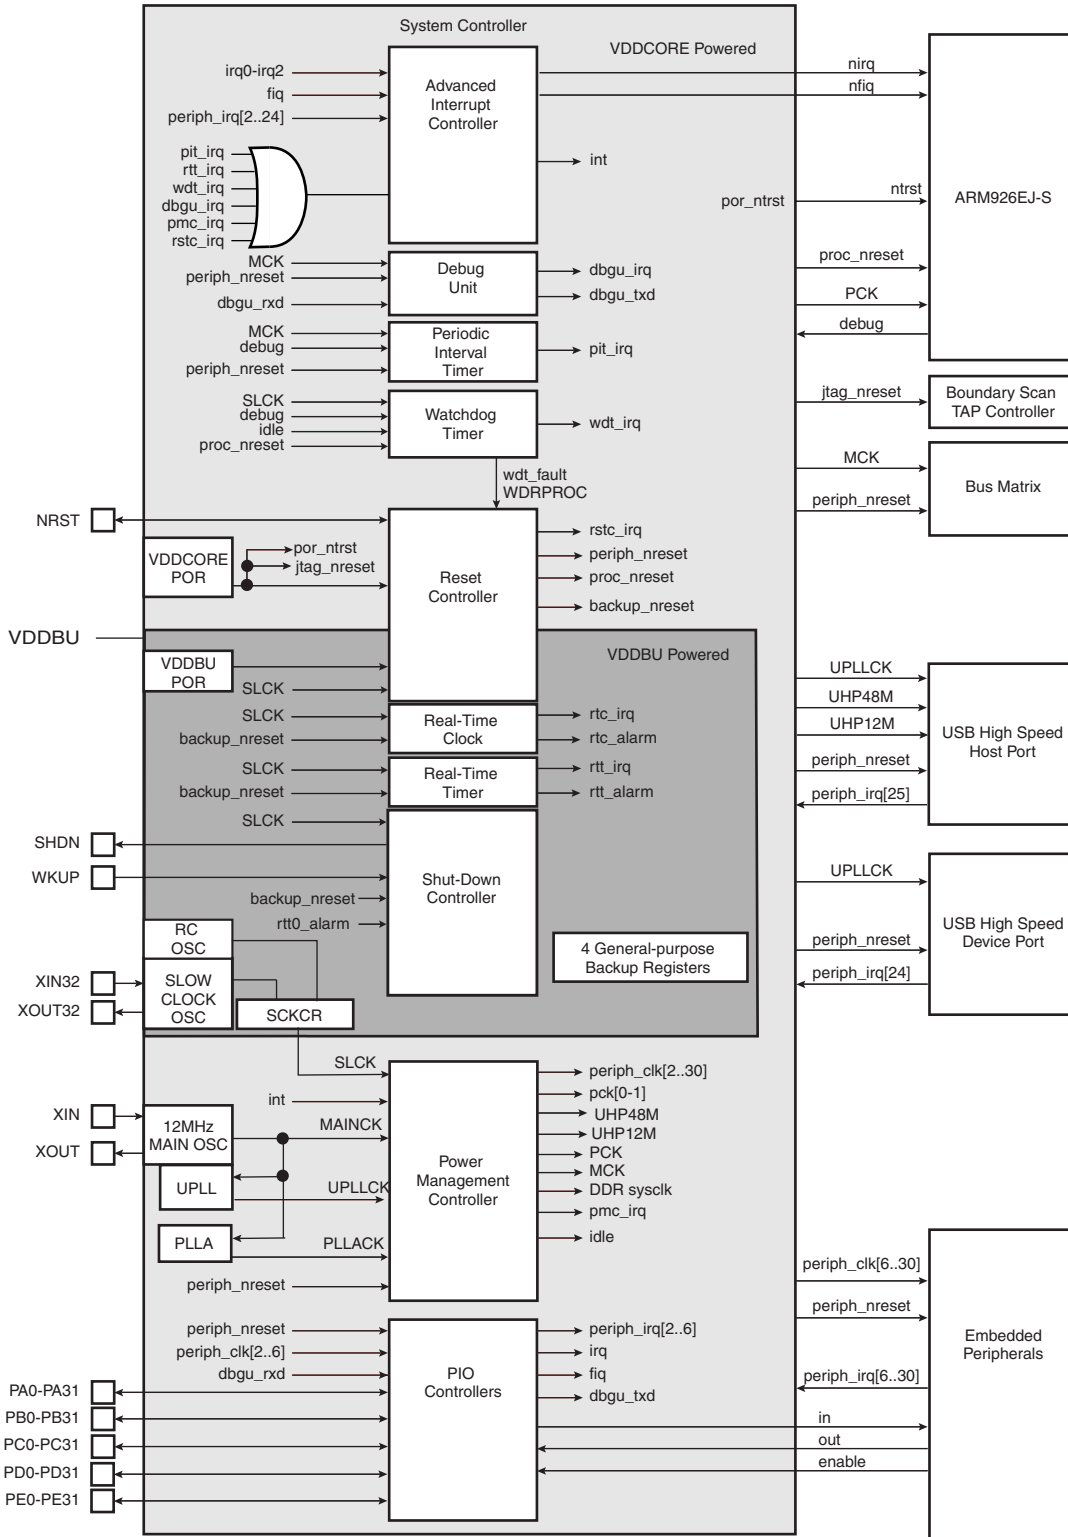 System Controller
VDDCORE Powered
irq0-irq2
fiq
periph_irq[2..24]
Advanced
Interrupt
Controller
nirq
nfiq
int
pit_irq
rtt_irq
wdt_irq
dbgu_irq
pmc_irq
rstc_irq
por_ntrst
ntrst
ARM926EJ-S
proc_nreset
PCK
debug
MCK
periph_nreset
dbgu_rxd
Debug
Unit
dbgu_irq
dbgu_txd
MCK
debug
periph_nreset
Periodic
Interval
Timer
pit_irq
SLCK
debug
idle
proc_nreset
Watchdog
Timer
wdt_irq
jtag_nreset
Boundary Scan
TAP Controller
MCK
periph_nreset
Bus Matrix
wdt_fault
WDRPROC
NRST
VDDCORE
POR
por_ntrst
jtag_nreset
Reset
Controller
rstc_irq
periph_nreset
proc_nreset
backup_nreset
VDDBU
VDDBU Powered
VDDBU
POR
SLCK
SLCK
backup_nreset
Real-Time
Clock
rtc_irq
rtc_alarm
SLCK
backup_nreset
Real-Time
Timer
rtt_irq
rtt_alarm
UPLLCK
UHP48M
UHP12M
periph_nreset
periph_irq[25]
USB High Speed
Host Port
SLCK
SHDN
WKUP
backup_nreset
rtt0_alarm
Shut-Down
Controller
4 General-purpose
Backup Registers
UPLLCK
periph_nreset
periph_irq[24]
USB High Speed
Device Port
RC
OSC
XIN32
XOUT32
SLOW
CLOCK
OSC
SCKCR
SLCK
int
XIN
XOUT
12MHz
MAIN OSC
MAINCK
UPLL
UPLLCK
PLLA
PLLACK
periph_nreset
Power
Management
Controller
periph_clk[2..30]
pck[0-1]
UHP48M
UHP12M
PCK
MCK
DDR sysclk
pmc_irq
idle
periph_nreset
periph_clk[2..6]
dbgu_rxd
PIO
Controllers
periph_irq[2..6]
irq
fiq
dbgu_txd
PA0-PA31
PB0-PB31
PC0-PC31
PD0-PD31
PE0-PE31
periph_clk[6..30]
periph_nreset
periph_irq[6..30]
in
out
enable
Embedded
Peripherals